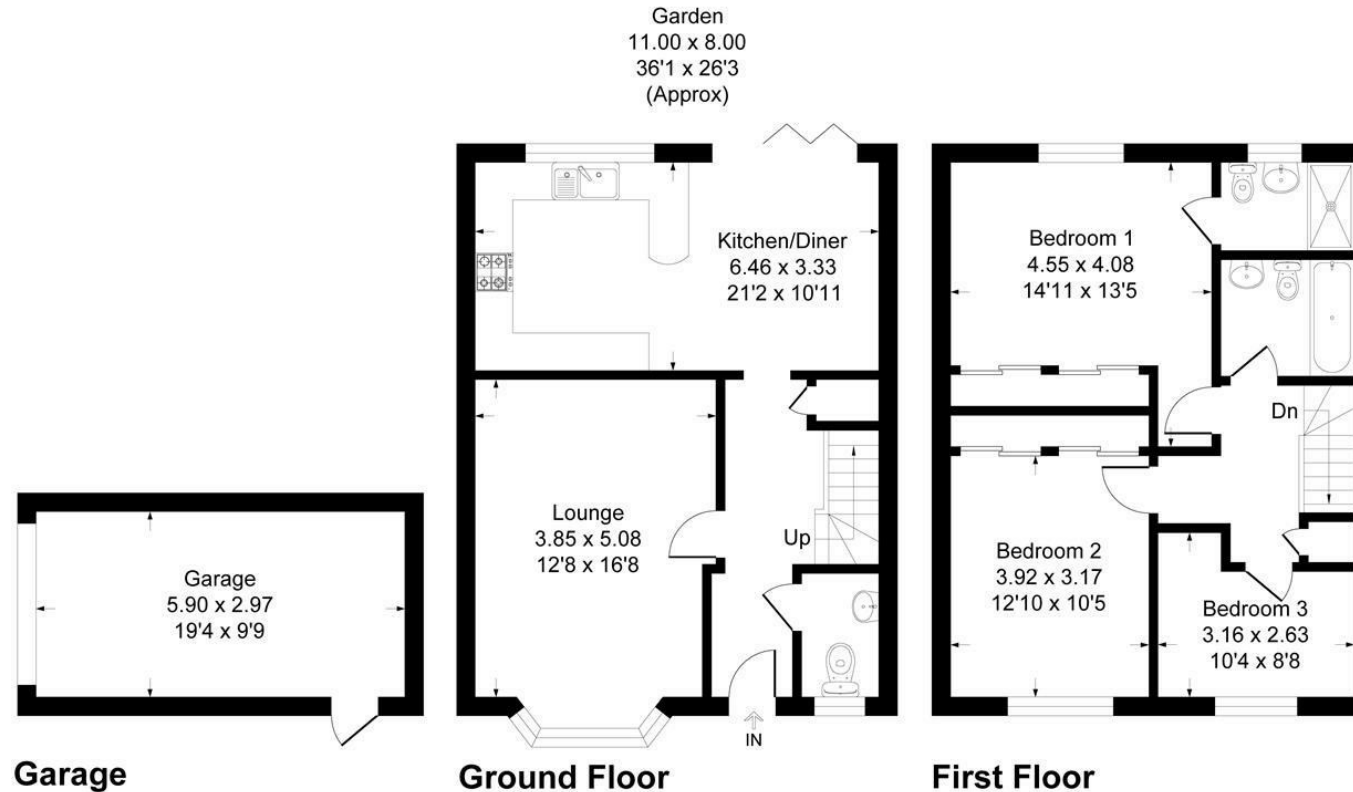 Garden
11.00 x 8.00
36'1 x 26'3
(Approx)
Kitchen/Diner
6.46 x 3.33
21'2 x 10'11
Lounge
3.85 x 5.08
12'8 x 16'8
Up
IN
Garage
5.90 x 2.97
19'4 x 9'9
Bedroom 1
4.55 x 4.08
14'11 x 13'5
Dn
Bedroom 2
3.92 x 3.17
12'10 x 10'5
Bedroom 3
3.16 x 2.63
10'4 x 8'8
Garage
Ground Floor
First Floor